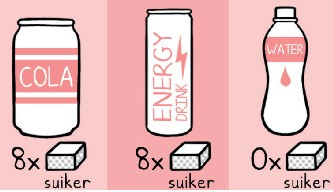 COLA
8x
suiker
ENERGY
DRINK
8x
suiker
WATER
0x
suiker